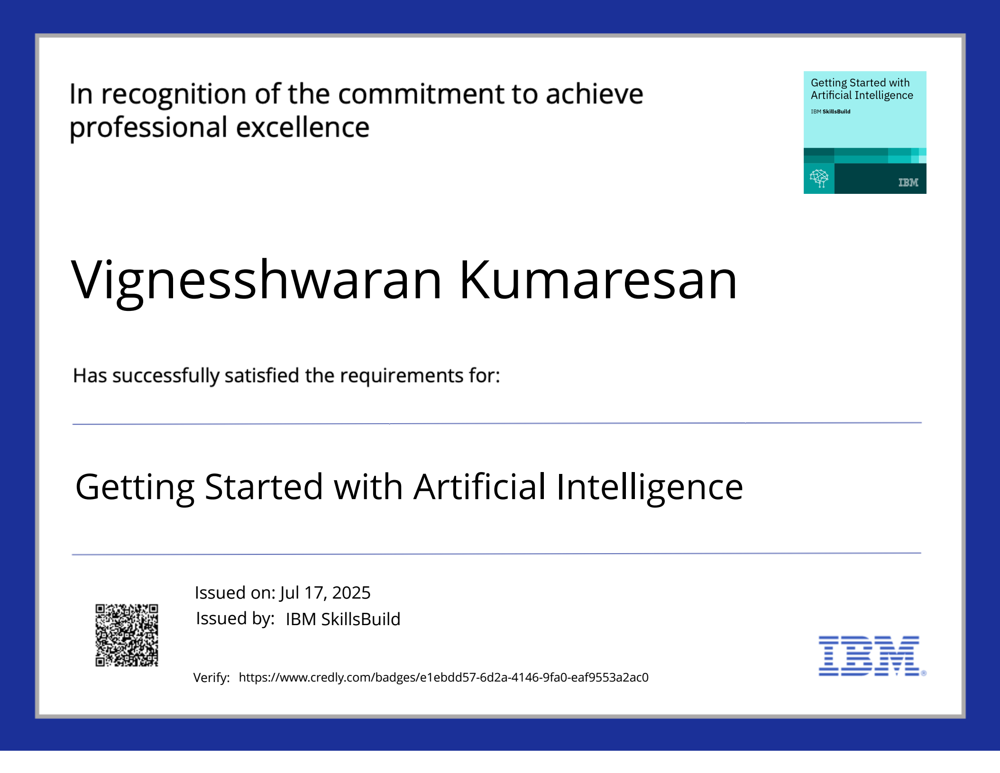 In recognition of the commitment to achieve
professional excellence
Getting Started with
Artificial Intelligence
IBM SkillsBuild
IBM
Vignesshwaran Kumaresan
Has successfully satisfied the requirements for:
Getting Started with Artificial Intelligence
Issued on: Jul 17, 2025
Issued by: IBM SkillsBuild
Verify: https://www.credly.com/badges/e1ebdd57-6d2a-4146-9fa0-eaf9553a2ac0
IBM®